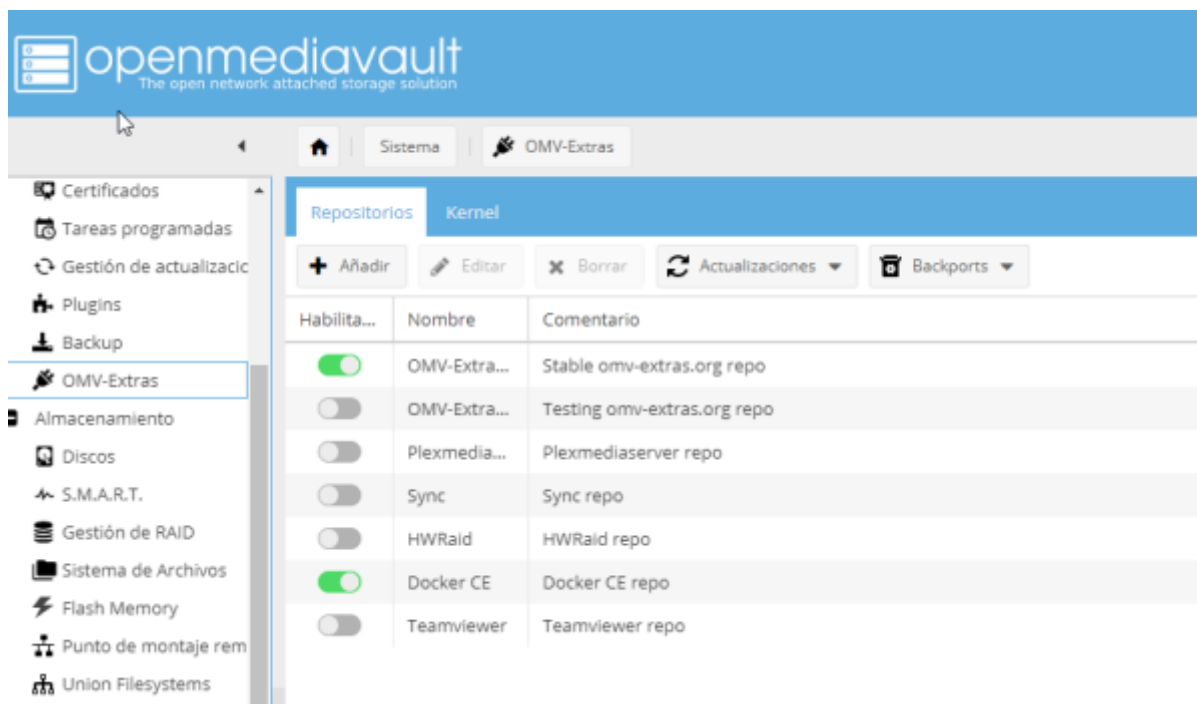 openmediavault
The open network attached storage solution
Sistema
OMV-Extras
Certificados
Tareas programadas
Gestión de actualizacic
Plugins
Backup
OMV-Extras
Almacenamiento
Discos
S.M.A.R.T.
Gestión de RAID
Sistema de Archivos
Flash Memory
Punto de montaje rem
Union Filesystems
Repositorios Kernel
Añadir Editar Borrar Actualizaciones Backports
Habilita... Nombre Comentario
OMV-Extra... Stable omv-extras.org repo
OMV-Extra... Testing omv-extras.org repo
Plexmedia... Plexmediaserver repo
Sync Sync repo
HWRaid HWRaid repo
Docker CE Docker CE repo
Teamviewer Teamviewer repo